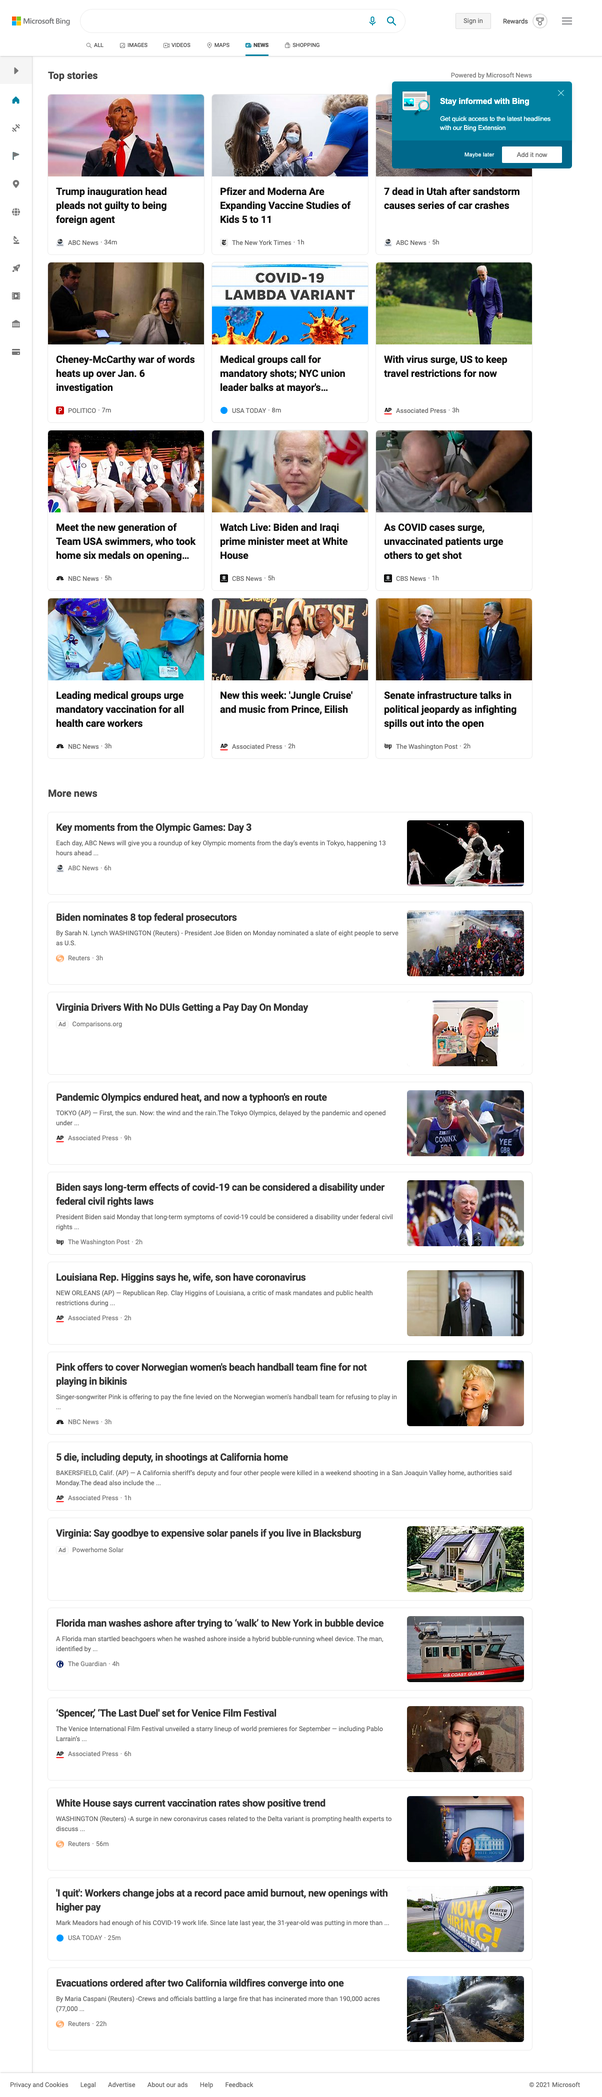 Microsoft Bing
Sign in
Rewards
ALL
IMAGES
VIDEOS
MAPS
NEWS
SHOPPING
Top stories
Powered by Microsoft News
Stay informed with Bing
Get quick access to the latest headlines
with our Bing Extension
Maybe later
Add it now
Trump inauguration head
pleads not guilty to being
foreign agent
ABC News · 34m
Pfizer and Moderna Are
Expanding Vaccine Studies of
Kids 5 to 11
The New York Times · 1h
7 dead in Utah after sandstorm
causes series of car crashes
ABC News · 5h
Cheney-McCarthy war of words
heats up over Jan. 6
investigation
POLITICO · 7m
COVID-19
LAMBDA VARIANT
Medical groups call for
mandatory shots; NYC union
leader balks at mayor's...
USA TODAY · 8m
With virus surge, US to keep
travel restrictions for now
AP Associated Press · 3h
Meet the new generation of
Team USA swimmers, who took
home six medals on opening...
NBC News · 5h
Watch Live: Biden and Iraqi
prime minister meet at White
House
CBS News · 5h
As COVID cases surge,
unvaccinated patients urge
others to get shot
CBS News · 1h
Leading medical groups urge
mandatory vaccination for all
health care workers
NBC News · 3h
JUNGLE CRUISE
New this week: 'Jungle Cruise'
and music from Prince, Eilish
AP Associated Press · 2h
Senate infrastructure talks in
political jeopardy as infighting
spills out into the open
wp The Washington Post · 2h
More news
Key moments from the Olympic Games: Day 3
Each day, ABC News will give you a roundup of key Olympic moments from the day's events in Tokyo, happening 13
hours ahead ...
ABC News · 6h
Biden nominates 8 top federal prosecutors
By Sarah N. Lynch WASHINGTON (Reuters) - President Joe Biden on Monday nominated a slate of eight people to serve
as U.S.
Reuters · 3h
Virginia Drivers With No DUIs Getting a Pay Day On Monday
Ad Comparisons.org
Pandemic Olympics endured heat, and now a typhoon's en route
TOKYO (AP) — First, the sun. Now: the wind and the rain.The Tokyo Olympics, delayed by the pandemic and opened
under ...
AP Associated Press · 9h
CONINX
YEE
GBR
Biden says long-term effects of covid-19 can be considered a disability under
federal civil rights laws
President Biden said Monday that long-term symptoms of covid-19 could be considered a disability under federal civil
rights ...
wp The Washington Post · 2h
Louisiana Rep. Higgins says he, wife, son have coronavirus
NEW ORLEANS (AP) — Republican Rep. Clay Higgins of Louisiana, a critic of mask mandates and public health
restrictions during ...
AP Associated Press · 2h
Pink offers to cover Norwegian women's beach handball team fine for not
playing in bikinis
Singer-songwriter Pink is offering to pay the fine levied on the Norwegian women's handball team for refusing to play in
...
NBC News · 3h
5 die, including deputy, in shootings at California home
BAKERSFIELD, Calif. (AP) — A California sheriff's deputy and four other people were killed in a weekend shooting in a San Joaquin Valley home, authorities said
Monday.The dead also include the ...
AP Associated Press · 1h
Virginia: Say goodbye to expensive solar panels if you live in Blacksburg
Ad Powerhome Solar
Florida man washes ashore after trying to 'walk' to New York in bubble device
A Florida man startled beachgoers when he washed ashore inside a hybrid bubble-running wheel device. The man,
identified by ...
The Guardian · 4h
U.S. COAST GUARD
'Spencer,' 'The Last Duel' set for Venice Film Festival
The Venice International Film Festival unveiled a starry lineup of world premieres for September — including Pablo
Larraín's ...
AP Associated Press · 6h
White House says current vaccination rates show positive trend
WASHINGTON (Reuters) -A surge in new coronavirus cases related to the Delta variant is prompting health experts to
discuss ...
Reuters · 56m
'I quit': Workers change jobs at a record pace amid burnout, new openings with
higher pay
Mark Meadors had enough of his COVID-19 work life. Since late last year, the 31-year-old was putting in more than ...
USA TODAY · 25m
NOW
HIRING!
TEAM
Evacuations ordered after two California wildfires converge into one
By Maria Caspani (Reuters) -Crews and officials battling a large fire that has incinerated more than 190,000 acres
(77,000 ...
Reuters · 22h
Privacy and Cookies
Legal
Advertise
About our ads
Help
Feedback
© 2021 Microsoft